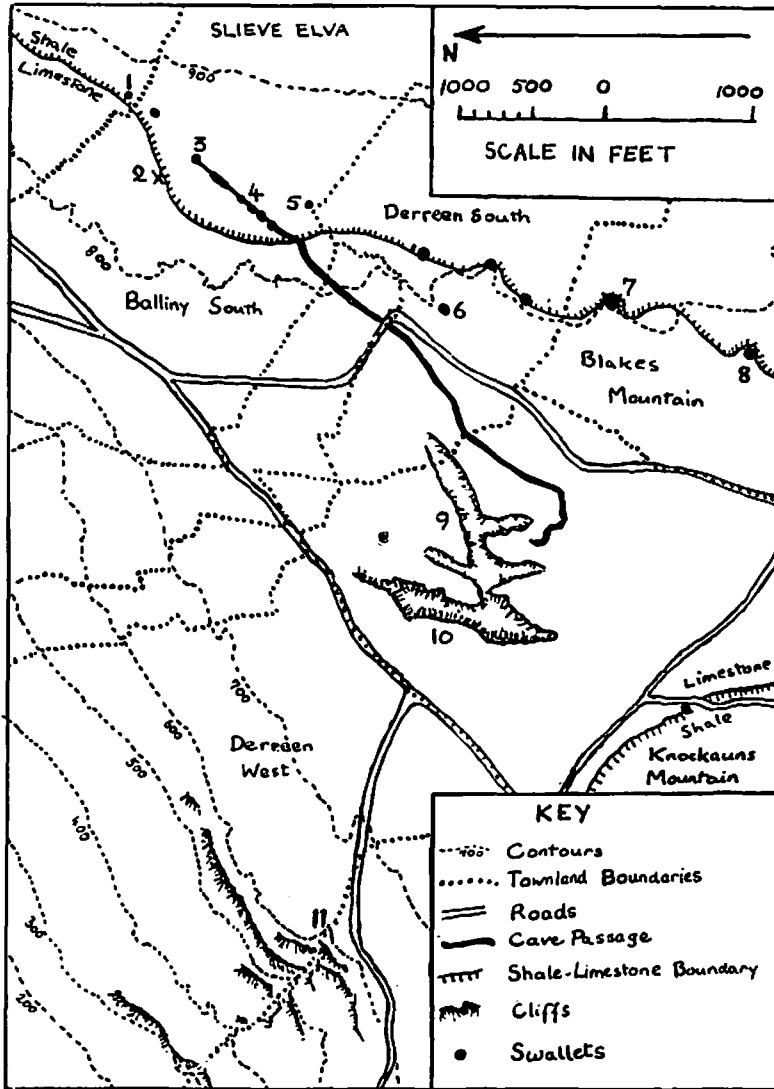 SLIEVE ELVA
N
1000 500 0 1000
SCALE IN FEET
Shale
Limestone
900
1
2
3
4
5
Derreen South
800
Balliny South
6
7
Blakes
Mountain
8
9
10
700
600
500
400
300
200
Derreen
West
11
Limestone
Shale
Knockauns
Mountain
KEY
900 Contours
Townland Boundaries
Roads
Cave Passage
Shale-Limestone Boundary
Cliffs
Swallets